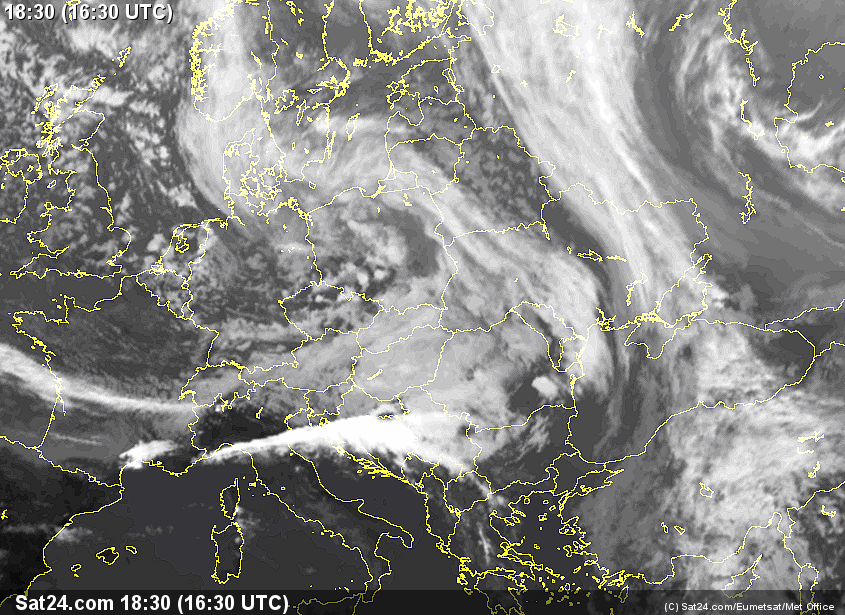 18:30 (16:30 UTC)
Sat24.com 18:30 (16:30 UTC)
(C) Sat24.com/Eumetsat/Met Office